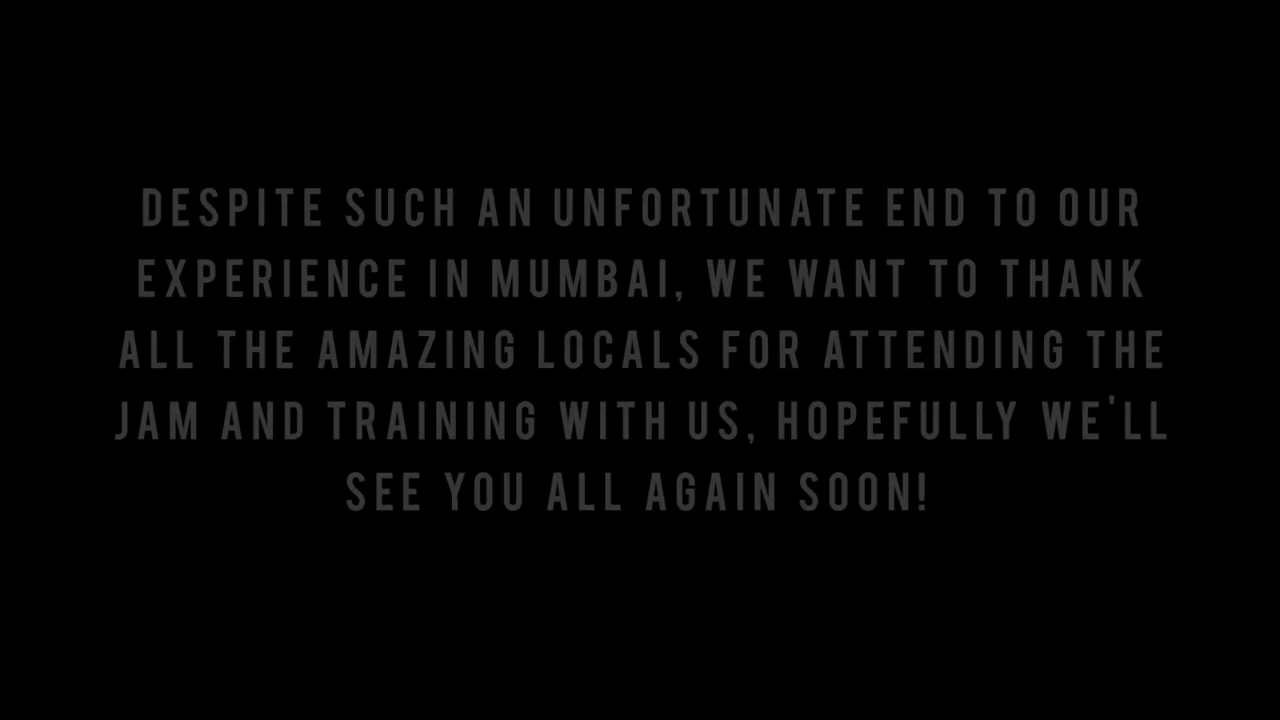 DESPITE SUCH AN UNFORTUNATE END TO OUR
EXPERIENCE IN MUMBAI, WE WANT TO THANK
ALL THE AMAZING LOCALS FOR ATTENDING THE
JAM AND TRAINING WITH US, HOPEFULLY WE'LL
SEE YOU ALL AGAIN SOON!